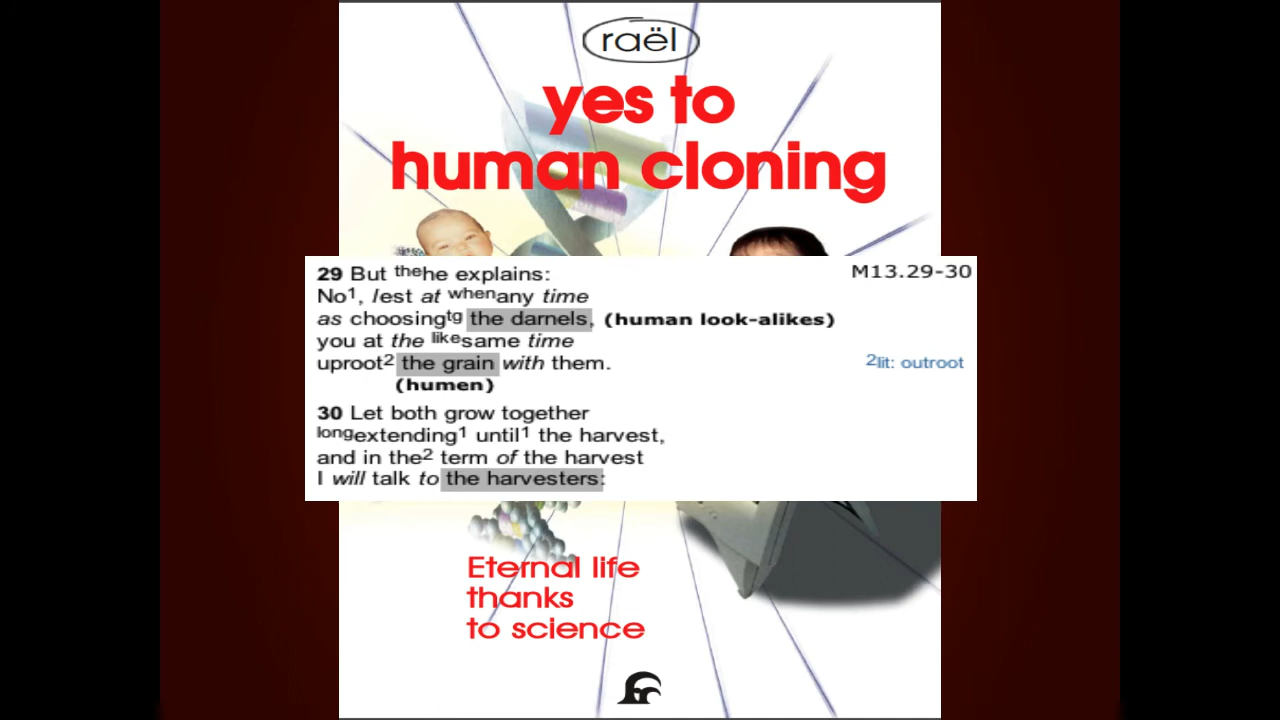 raël
yes to
human cloning
29 But thehe explains: M13.29-30
No1, lest at whenany time
as choosingtg the darnels, (human look-alikes)
you at the likesame time
uproot2 the grain with them. 2lit: outroot
(humen)
30 Let both grow together
longextending1 until1 the harvest,
and in the2 term of the harvest
I will talk to the harvesters:
Eternal life
thanks
to science